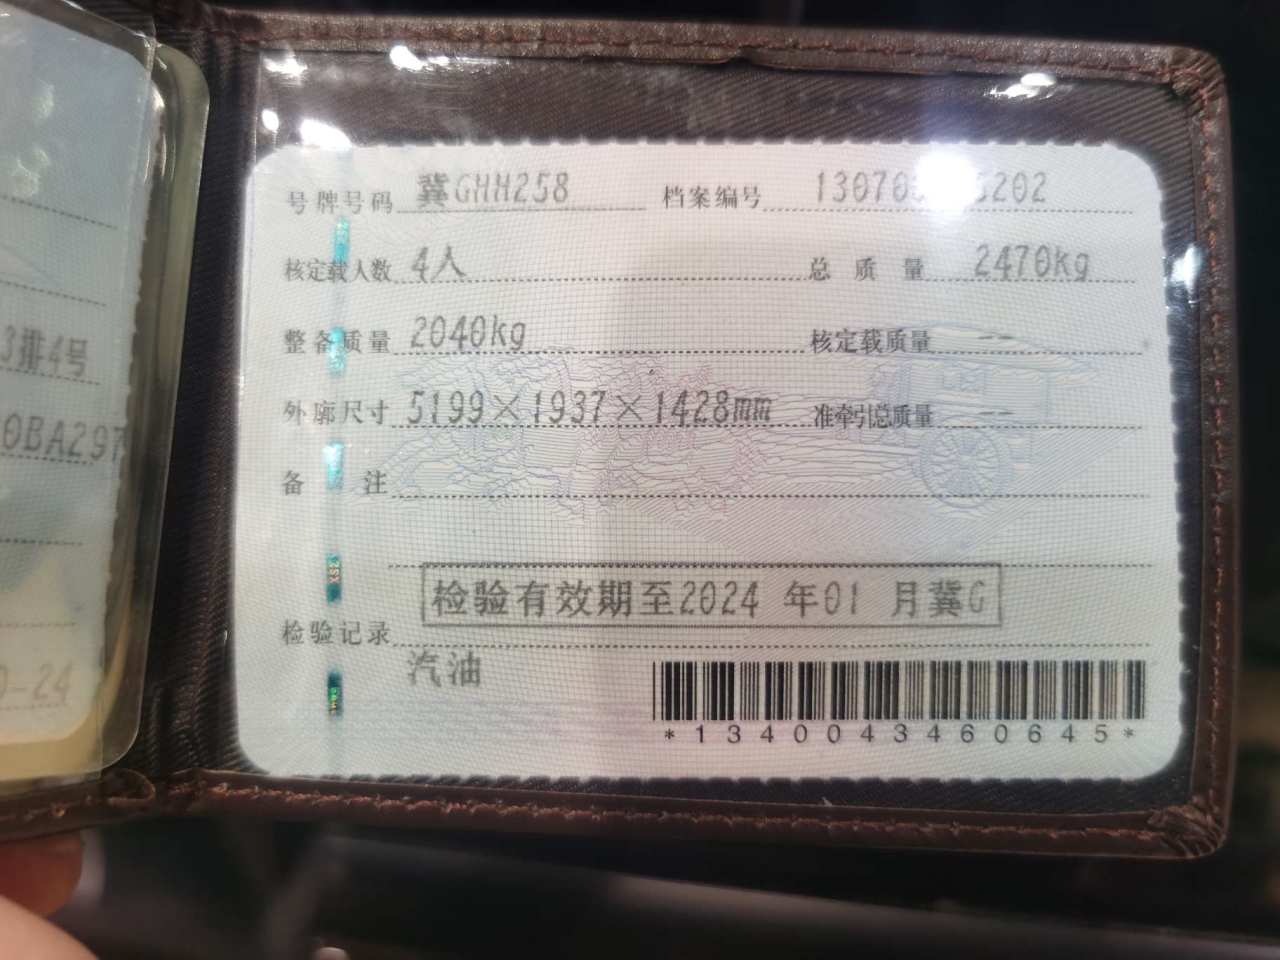 3排4号
0BA297
0-24
号牌号码 冀GHH258 档案编号 13070 5202
核定载人数 4人 总质量 2470kg
整备质量 2040kg 核定载质量 --
外廓尺寸 5199×1937×1428mm 准牵引总质量 --
备注
检验有效期至2024 年01 月冀G
检验记录
汽油
*1340043460645*